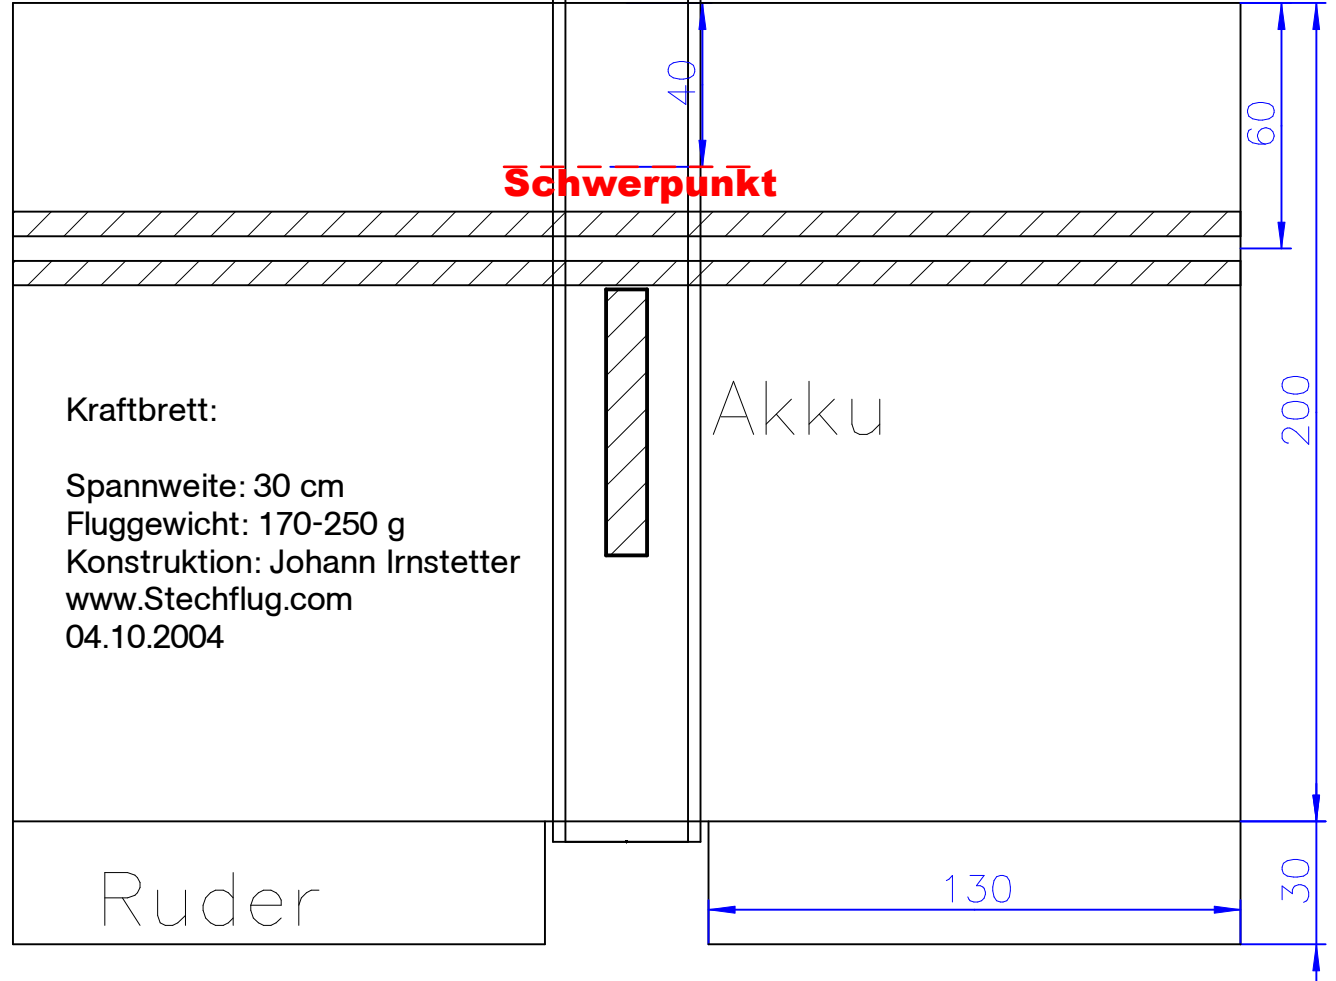 40
60
Schwerpunkt
Akku
200
Kraftbrett:
Spannweite: 30 cm
Fluggewicht: 170-250 g
Konstruktion: Johann Irnstetter
www.Stechflug.com
04.10.2004
Ruder
130
30